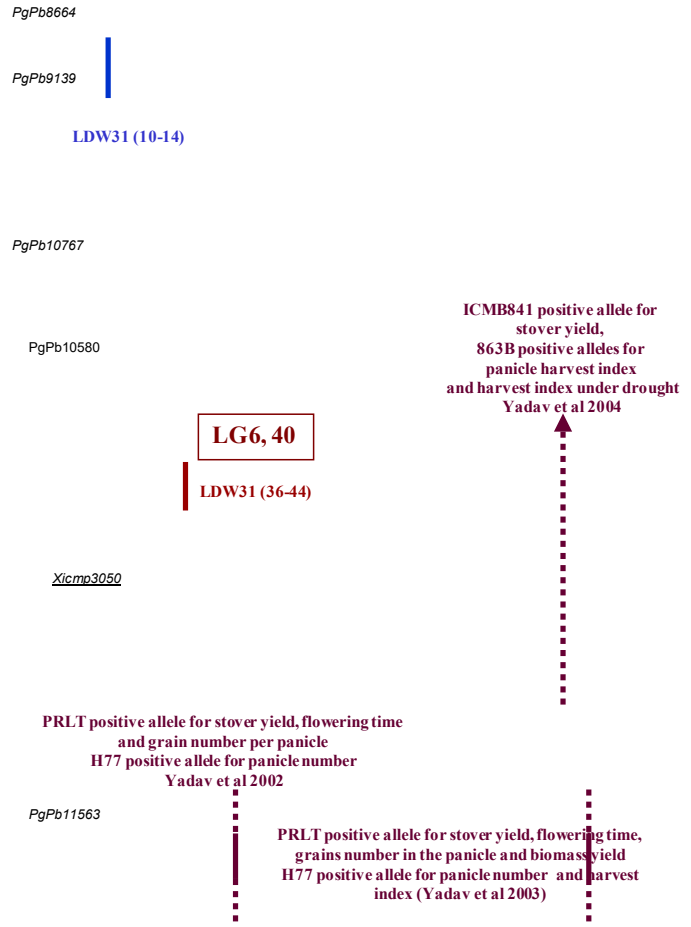 PgPb8664
PgPb9139
LDW31 (10-14)
PgPb10767
ICMB841 positive allele for
stover yield,
863B positive alleles for
panicle harvest index
and harvest index under drought
Yadav et al 2004
PgPb10580
LG6, 40
LDW31 (36-44)
Xicmp3050
PRLT positive allele for stover yield, flowering time
and grain number per panicle
H77 positive allele for panicle number
Yadav et al 2002
PgPb11563
PRLT positive allele for stover yield, flowering time,
grains number in the panicle and biomass yield
H77 positive allele for panicle number and harvest
index (Yadav et al 2003)